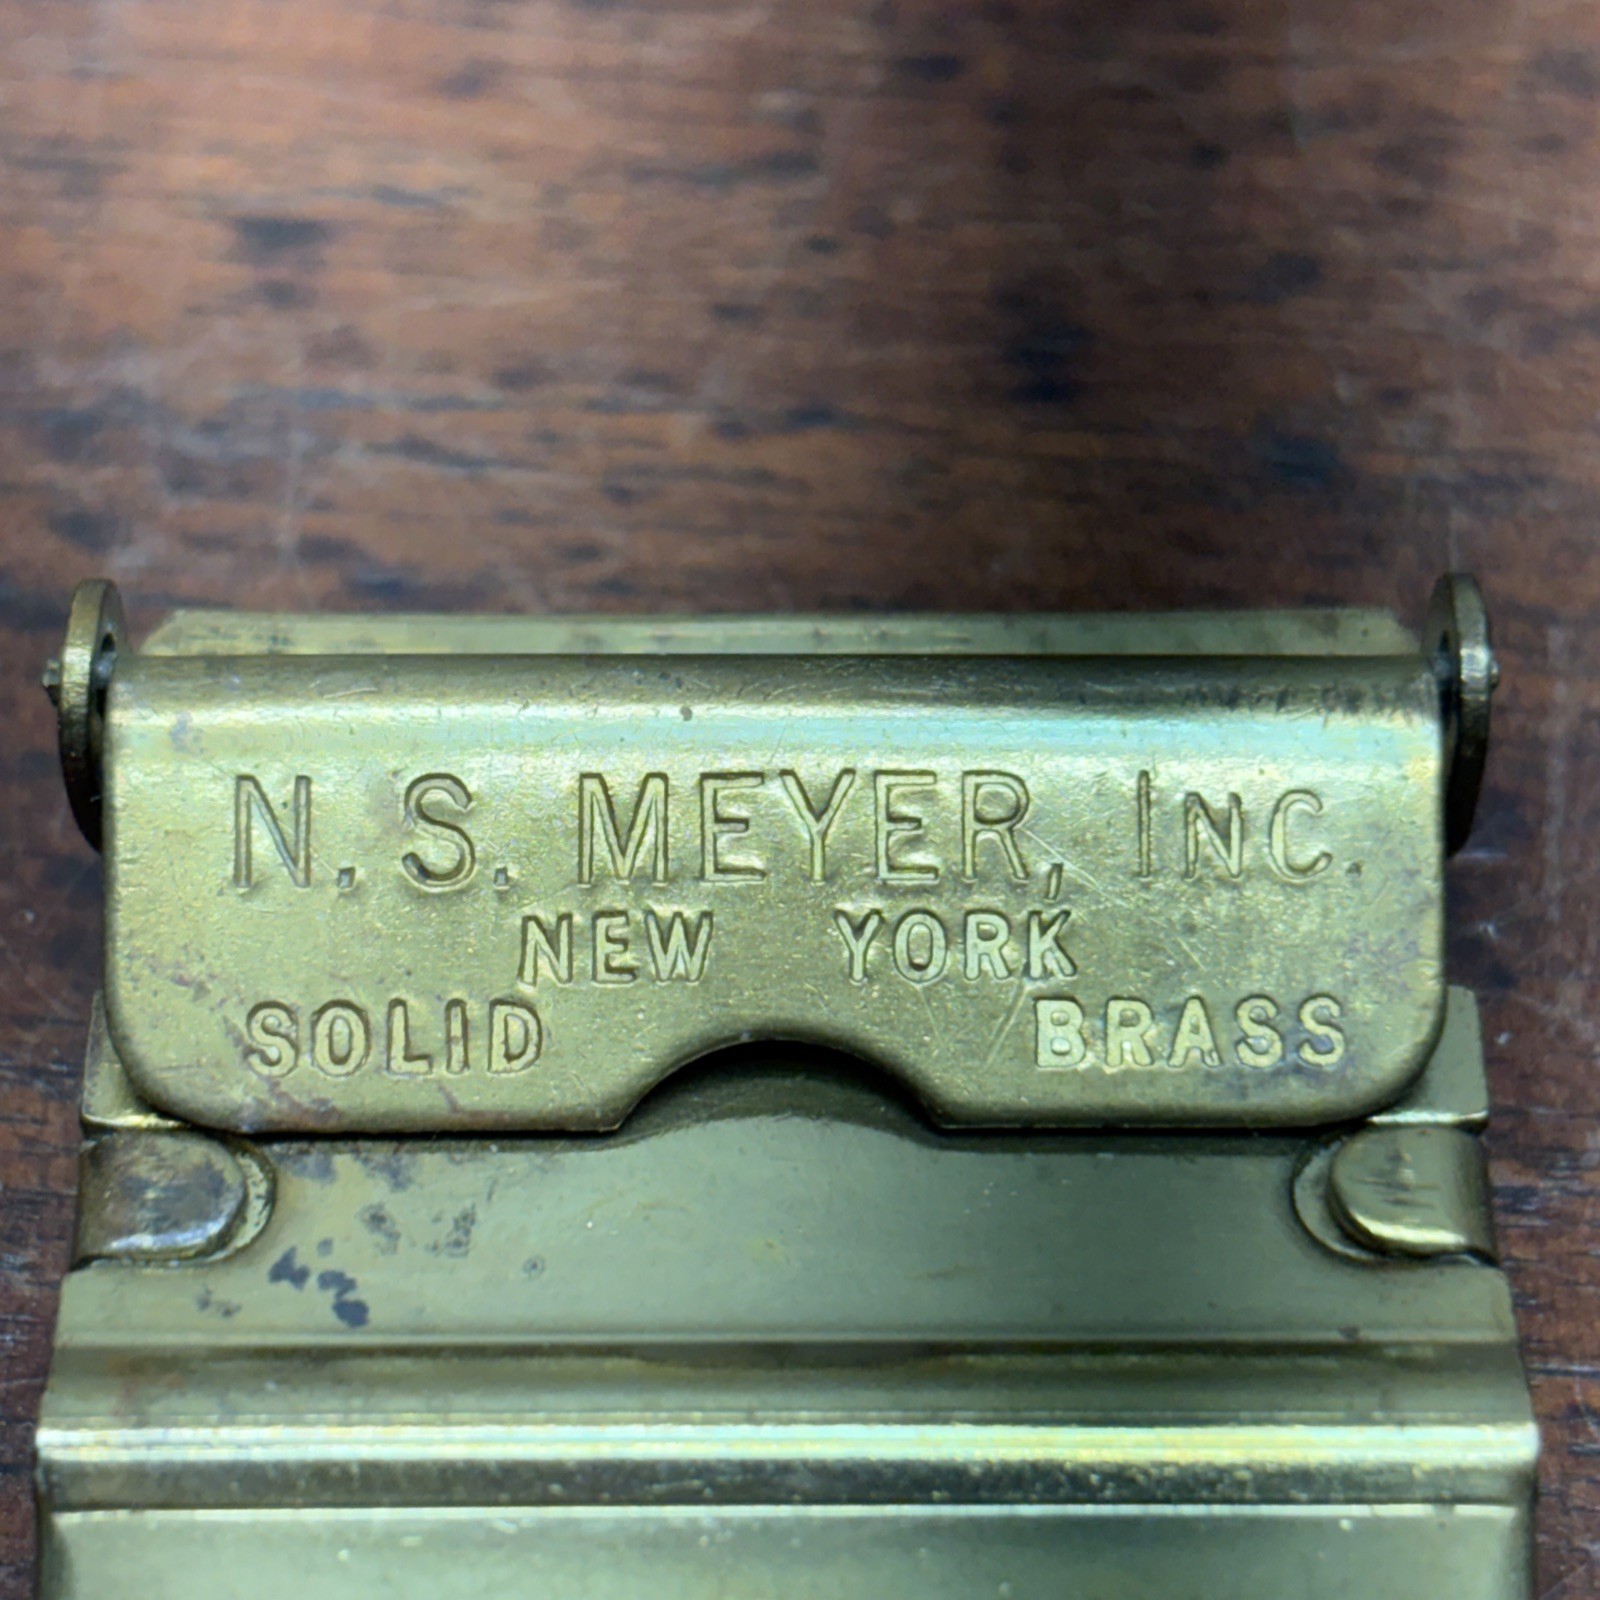 N. S. MEYER, INC.
NEW YORK
SOLID BRASS